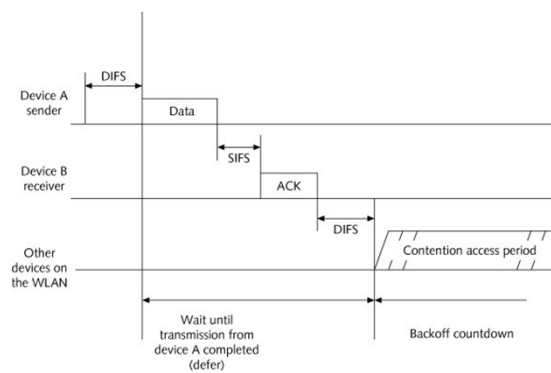 DIFS
Device A
sender
Data
SIFS
Device B
receiver
ACK
DIFS
Other
devices on
the WLAN
Contention access period
Wait until
transmission from
device A completed
(defer)
Backoff countdown